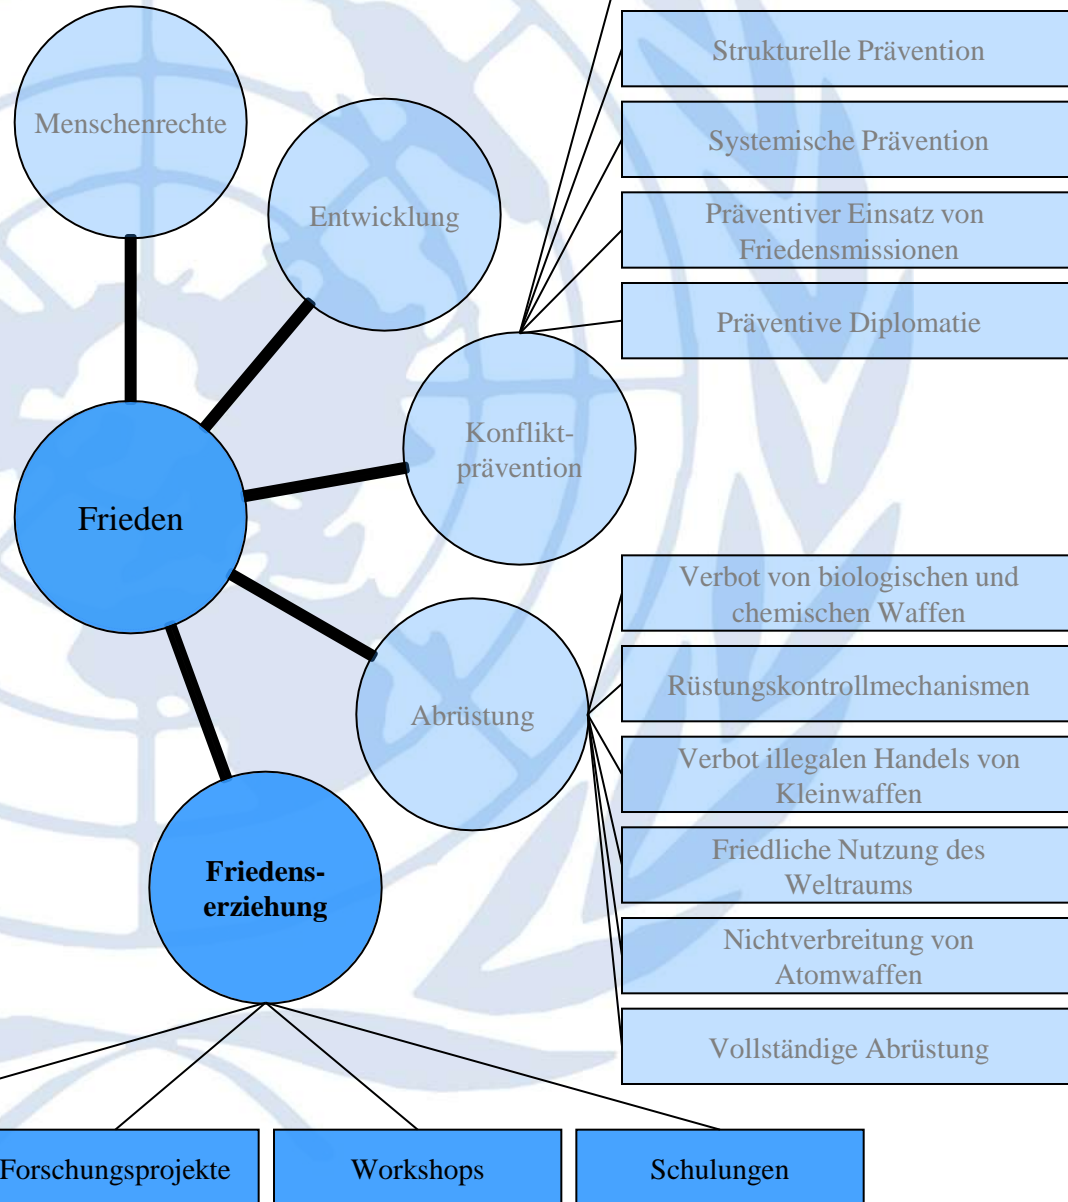 Strukturelle Prävention
Menschenrechte
Systemische Prävention
Entwicklung
Präventiver Einsatz von
Friedensmissionen
Präventive Diplomatie
Konflikt-
prävention
Frieden
Verbot von biologischen und
chemischen Waffen
Rüstungskontrollmechanismen
Abrüstung
Verbot illegalen Handels von
Kleinwaffen
Friedliche Nutzung des
Weltraums
Friedens-
erziehung
Nichtverbreitung von
Atomwaffen
Vollständige Abrüstung
Forschungsprojekte
Workshops
Schulungen